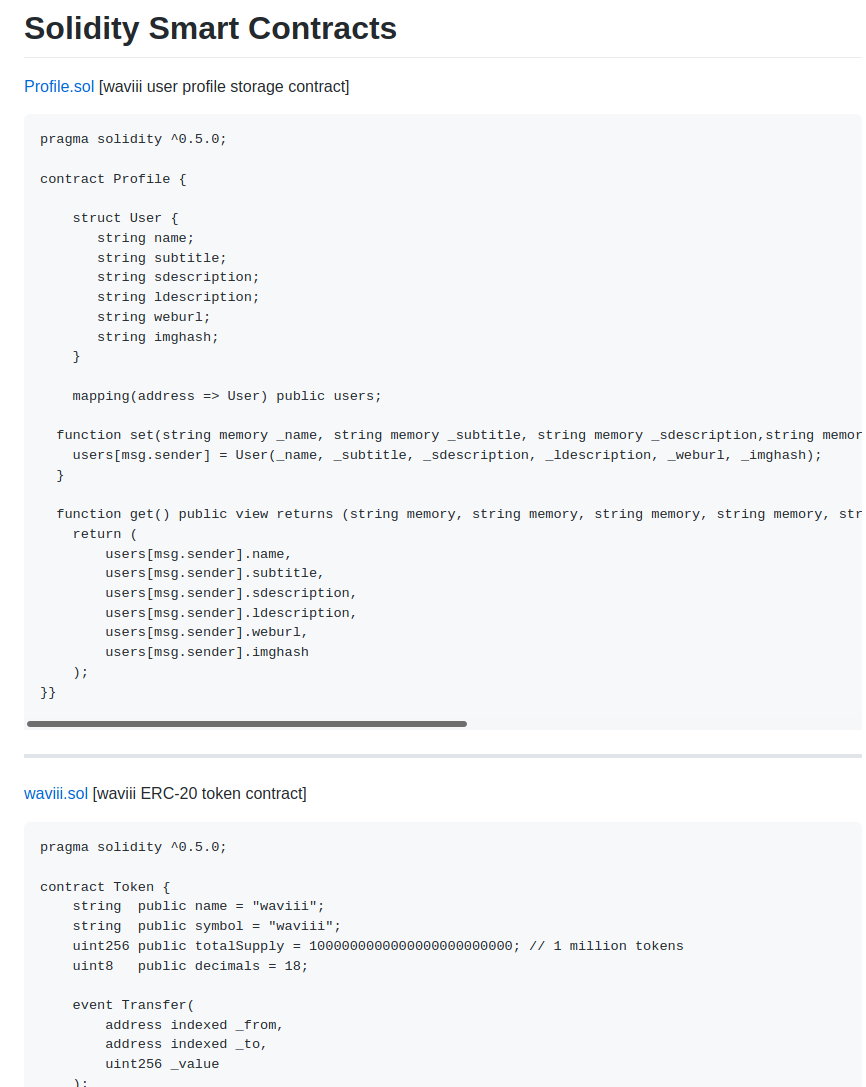 Solidity Smart Contracts
Profile.sol [waviii user profile storage contract]
pragma solidity ^0.5.0;
contract Profile {
struct User {
string name;
string subtitle;
string sdescription;
string ldescription;
string weburl;
string imghash;
}
mapping(address => User) public users;
function set(string memory _name, string memory _subtitle, string memory _sdescription,string memor
users[msg.sender] = User(_name, _subtitle, _sdescription, _ldescription, _weburl, _imghash);
}
function get() public view returns (string memory, string memory, string memory, string memory, str
return (
users[msg.sender].name,
users[msg.sender].subtitle,
users[msg.sender].sdescription,
users[msg.sender].ldescription,
users[msg.sender].weburl,
users[msg.sender].imghash
);
}}
waviii.sol [waviii ERC-20 token contract]
pragma solidity ^0.5.0;
contract Token {
string  public name = "waviii";
string  public symbol = "waviii";
uint256 public totalSupply = 1000000000000000000000000; // 1 million tokens
uint8   public decimals = 18;
event Transfer(
address indexed _from,
address indexed _to,
uint256 _value
);